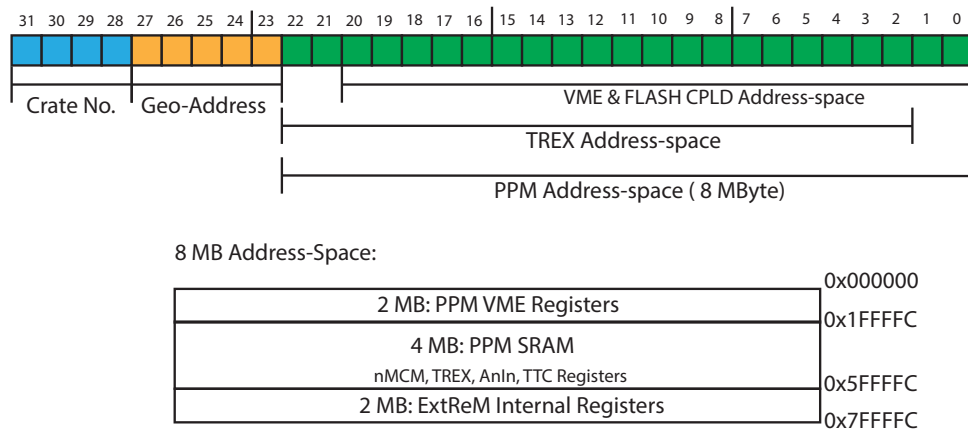 31 30 29 28 27 26 25 24 23 22 21 20 19 18 17 16 15 14 13 12 11 10 9 8 7 6 5 4 3 2 1 0
Crate No. Geo-Address VME & FLASH CPLD Address-space
TREX Address-space
PPM Address-space ( 8 MByte)
8 MB Address-Space:
0x000000
2 MB: PPM VME Registers
0x1FFFFC
4 MB: PPM SRAM
nMCM, TREX, AnIn, TTC Registers
0x5FFFFC
2 MB: ExtReM Internal Registers
0x7FFFFC